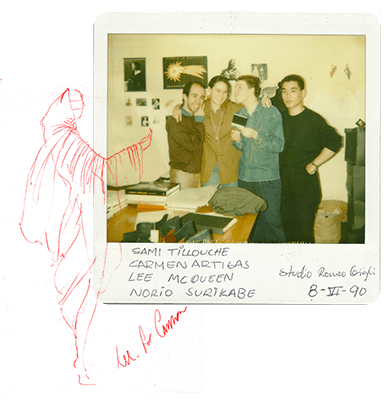 SAMI TILLOUCHE
CARMEN ARTIGAS
LEE MCQUEEN
NORIO SURIKABE
Studio Romeo Gigli
8-VI-90
Lee. For Carmen